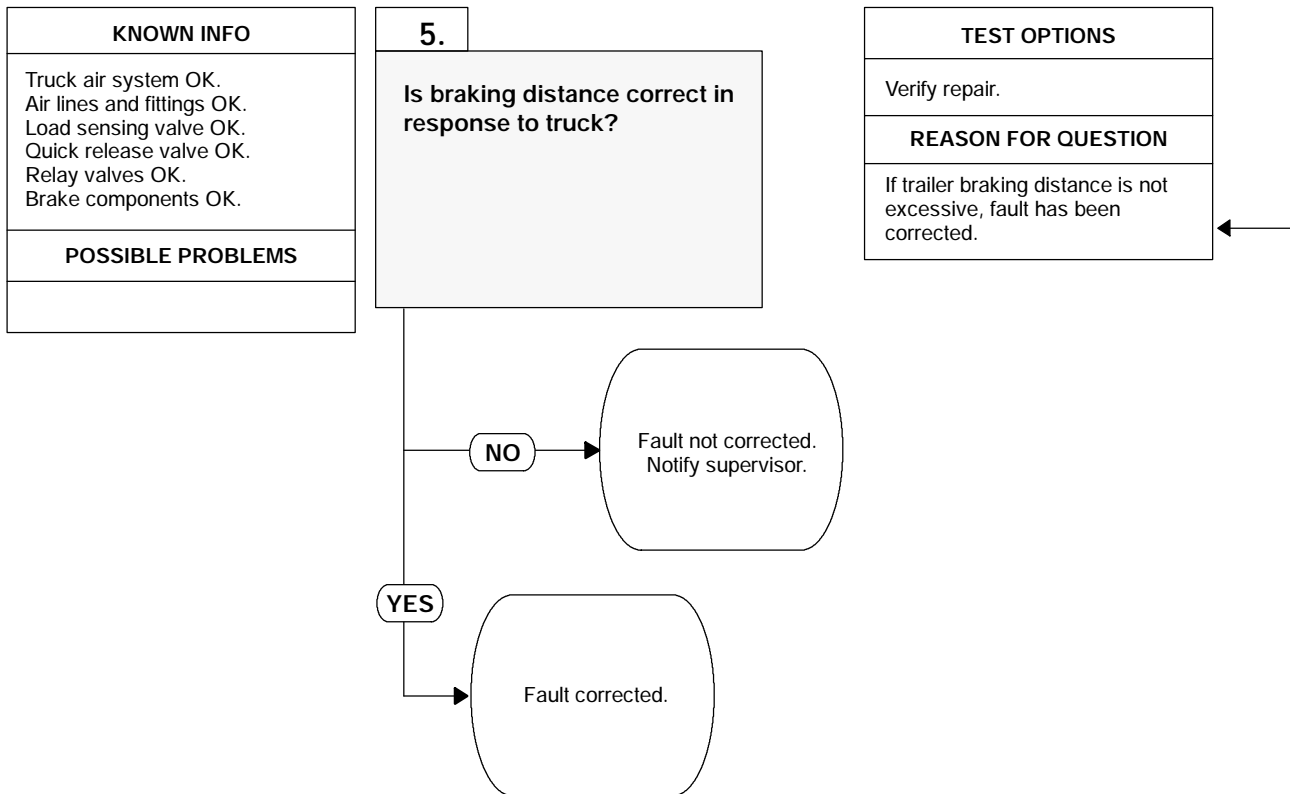 KNOWN INFO
Truck air system OK.
Air lines and fittings OK.
Load sensing valve OK.
Quick release valve OK.
Relay valves OK.
Brake components OK.
POSSIBLE PROBLEMS
5.
Is braking distance correct in
response to truck?
TEST OPTIONS
Verify repair.
REASON FOR QUESTION
If trailer braking distance is not
excessive, fault has been
corrected.
NO
Fault not corrected.
Notify supervisor.
YES
Fault corrected.